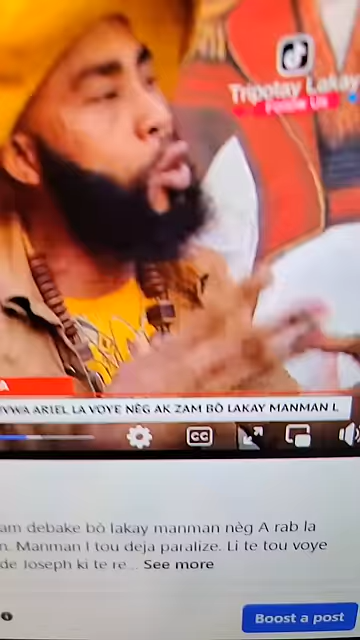 Tripotay Lakay
Follow Us
A
VWA ARIEL LA VOYE NÈG AK ZAM BÒ LAKAY MANMAN L
CC
am debake bò lakay manman nèg A rab la
n. Manman l tou deja paralize. Li te tou voye
de Joseph ki te re... See more
Boost a post